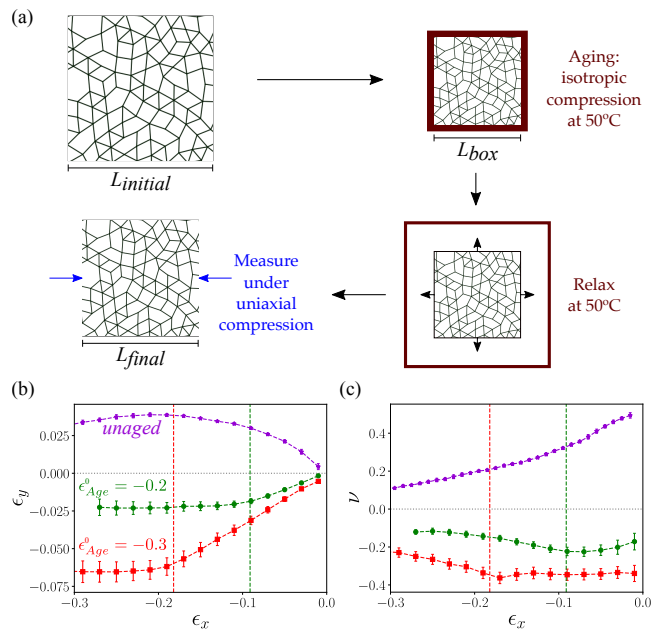 (a)
Aging:
isotropic
compression
at 50°C
L_box
L_initial
Measure
under
uniaxial
compression
Relax
at 50°C
L_final
(b)
(c)
unaged
0.025
0.000
−0.025
−0.050
−0.075
ϵ_y
ϵ⁰_Age = −0.2
ϵ⁰_Age = −0.3
−0.3
−0.2
−0.1
0.0
ϵ_x
0.4
0.2
0.0
−0.2
−0.4
ν
−0.3
−0.2
−0.1
0.0
ϵ_x